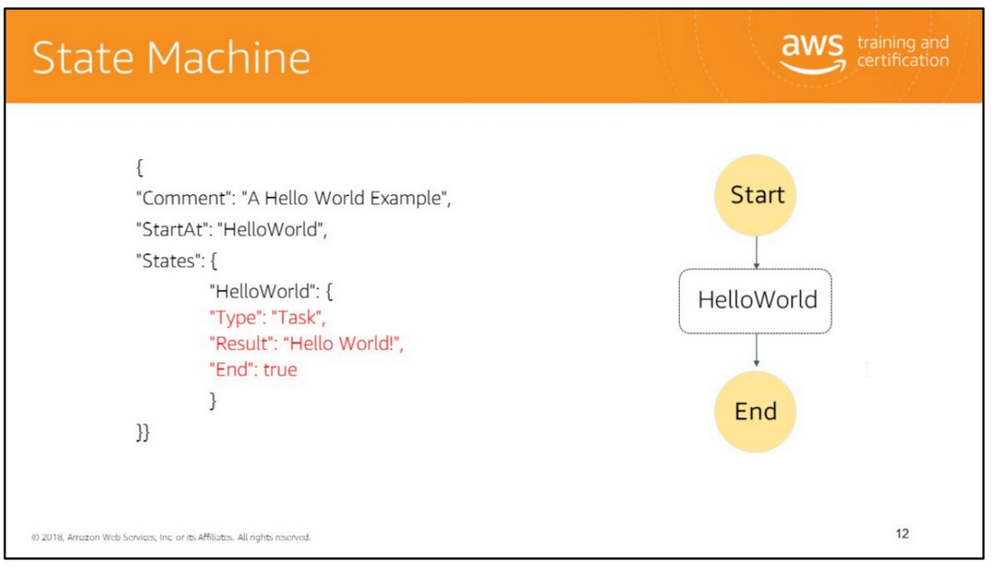 State Machine
aws training and
certification
{
"Comment": "A Hello World Example",
"StartAt": "HelloWorld",
"States": {
"HelloWorld": {
"Type": "Task",
"Result": "Hello World!",
"End": true
}
}}
Start
HelloWorld
End
© 2018, Amazon Web Services, Inc. or its Affiliates. All rights reserved.
12